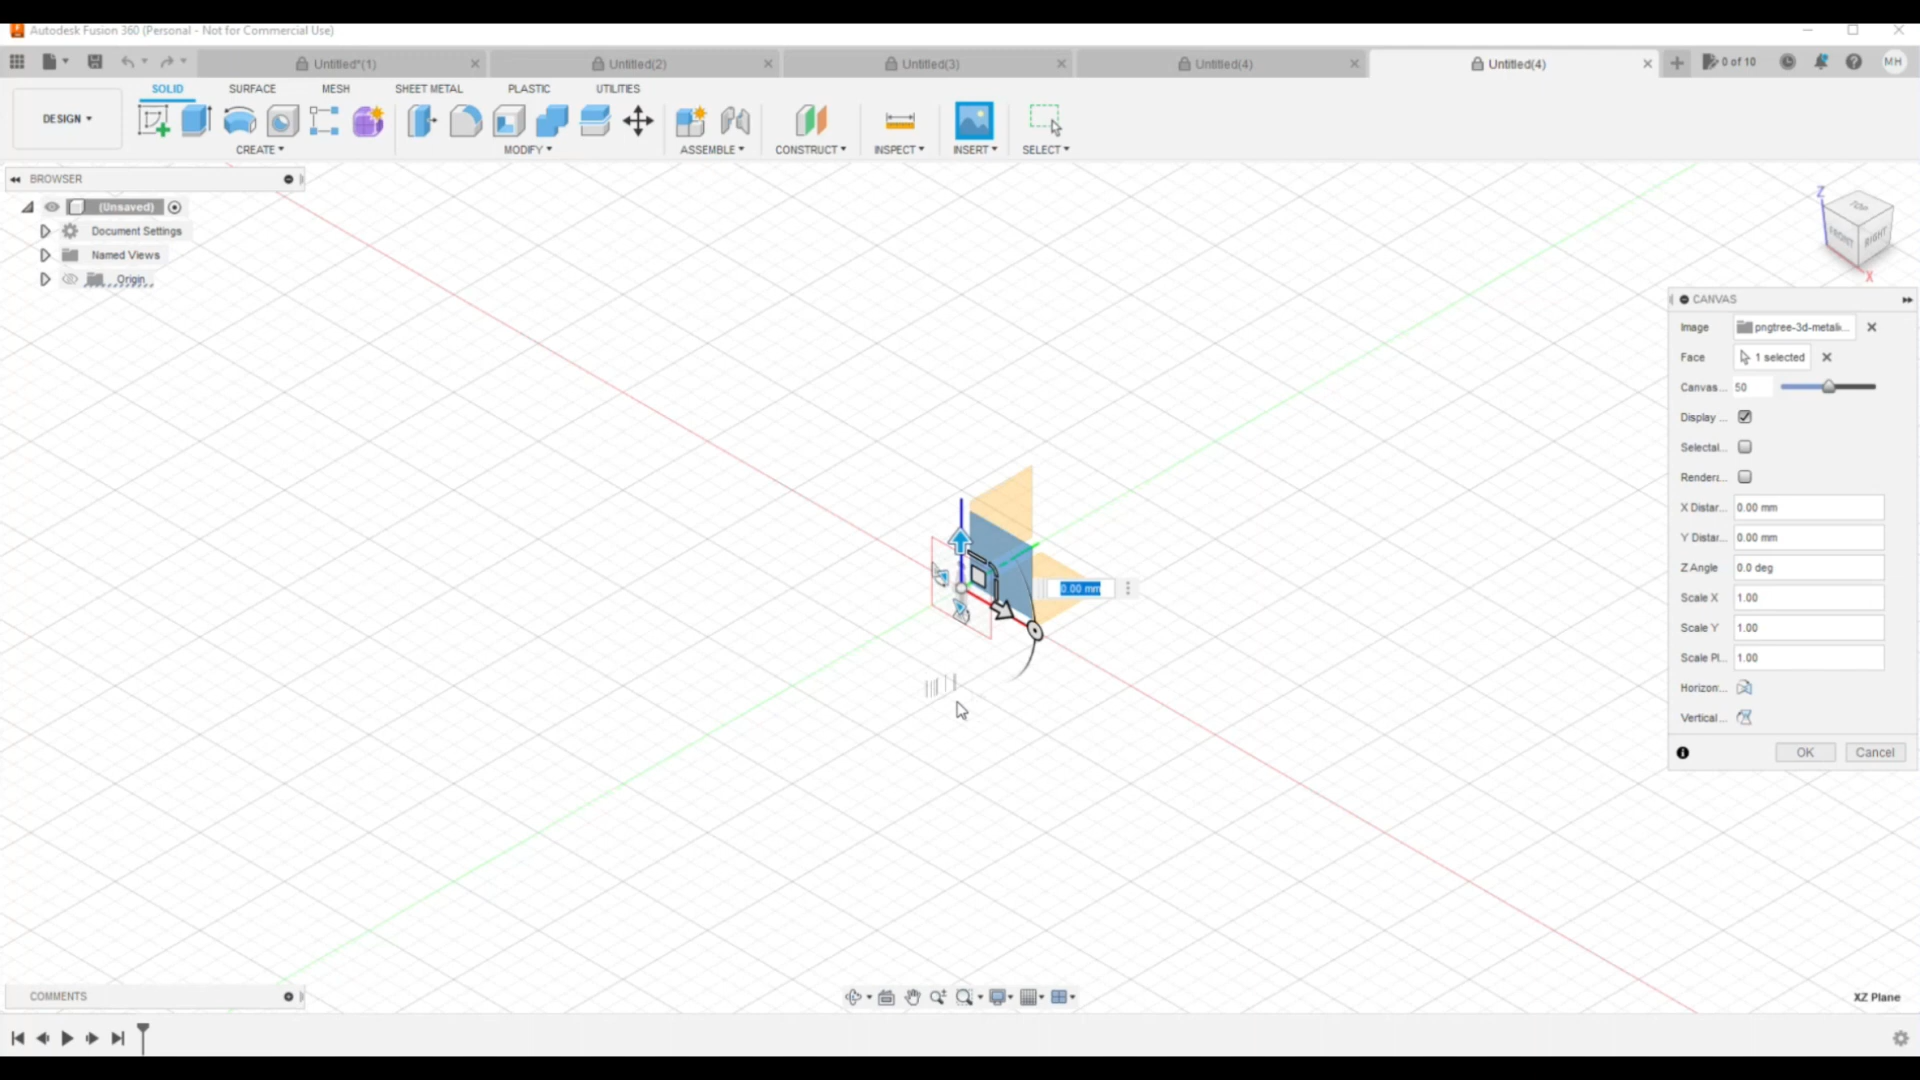 Autodesk Fusion 360 (Personal - Not for Commercial Use)
Untitled*(1)
Untitled(2)
Untitled(3)
Untitled(4)
Untitled(4)
0 of 10
MH
DESIGN
SOLID
SURFACE
MESH
SHEET METAL
PLASTIC
UTILITIES
CREATE
MODIFY
ASSEMBLE
CONSTRUCT
INSPECT
INSERT
SELECT
BROWSER
(Unsaved)
Document Settings
Named Views
Origin
Z
TOP
FRONT
RIGHT
X
CANVAS
Image pngtree-3d-metali...
Face 1 selected
Canvas... 50
Display ...
Selectal...
Rendera...
X Distar... 0.00 mm
Y Distar... 0.00 mm
Z Angle 0.0 deg
Scale X 1.00
Scale Y 1.00
Scale Pl... 1.00
Horizon...
Vertical...
OK Cancel
0.00 mm
COMMENTS
XZ Plane